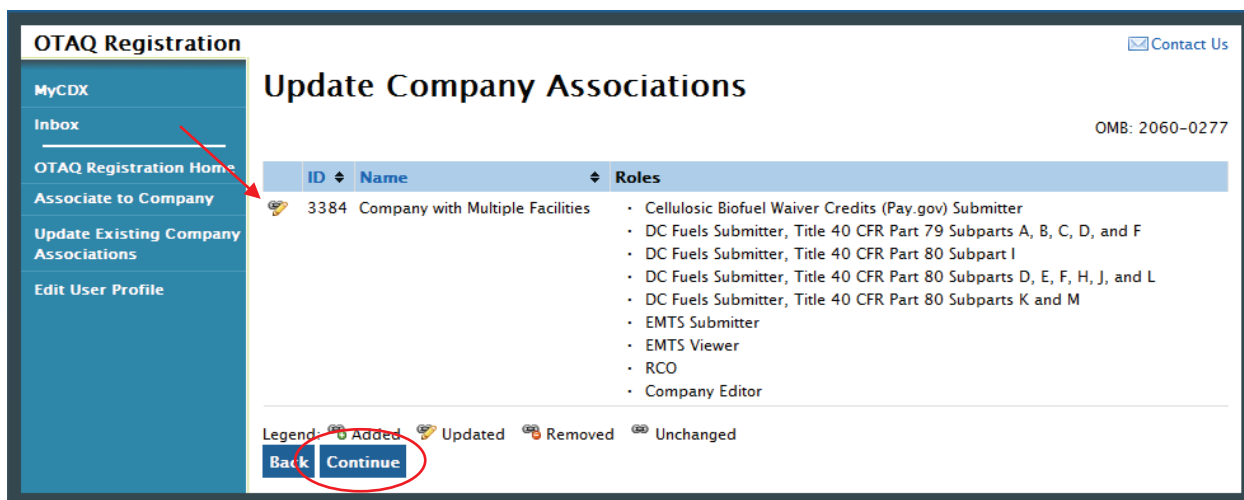 OTAQ Registration
Contact Us
MyCDX
Update Company Associations
Inbox
OMB: 2060-0277
OTAQ Registration Home
ID Name Roles
Associate to Company
3384 Company with Multiple Facilities
· Cellulosic Biofuel Waiver Credits (Pay.gov) Submitter
· DC Fuels Submitter, Title 40 CFR Part 79 Subparts A, B, C, D, and F
· DC Fuels Submitter, Title 40 CFR Part 80 Subpart I
· DC Fuels Submitter, Title 40 CFR Part 80 Subparts D, E, F, H, J, and L
· DC Fuels Submitter, Title 40 CFR Part 80 Subparts K and M
· EMTS Submitter
· EMTS Viewer
· RCO
· Company Editor
Update Existing Company
Associations
Edit User Profile
Legend: Added Updated Removed Unchanged
Back Continue